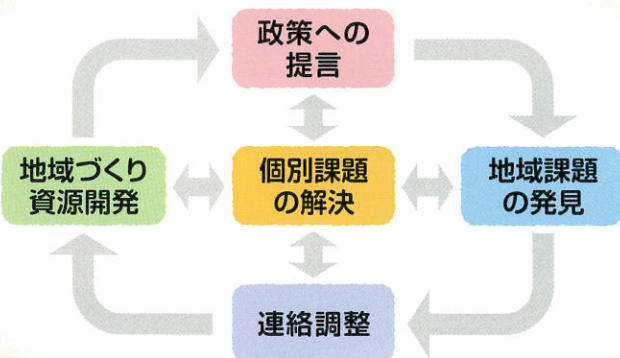 政策への
提言
地域づくり
資源開発
個別課題
の解決
地域課題
の発見
連絡調整